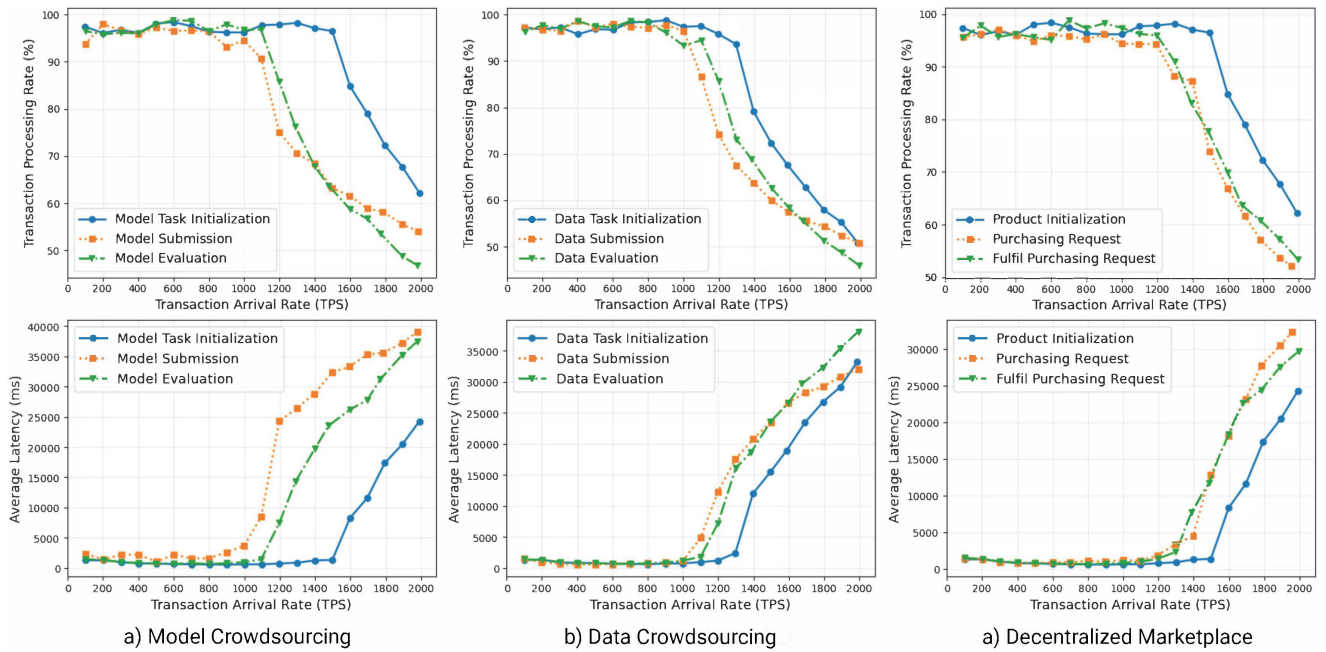 100
90
80
70
60
50
Transaction Processing Rate (%)
Model Task Initialization
Model Submission
Model Evaluation
0 200 400 600 800 1000 1200 1400 1600 1800 2000
Transaction Arrival Rate (TPS)
100
90
80
70
60
50
Transaction Processing Rate (%)
Data Task Initialization
Data Submission
Data Evaluation
0 200 400 600 800 1000 1200 1400 1600 1800 2000
Transaction Arrival Rate (TPS)
100
90
80
70
60
50
Transaction Processing Rate (%)
Product Initialization
Purchasing Request
Fulfil Purchasing Request
0 200 400 600 800 1000 1200 1400 1600 1800 2000
Transaction Arrival Rate (TPS)
40000
35000
30000
25000
20000
15000
10000
5000
0
Average Latency (ms)
Model Task Initialization
Model Submission
Model Evaluation
0 200 400 600 800 1000 1200 1400 1600 1800 2000
Transaction Arrival Rate (TPS)
35000
30000
25000
20000
15000
10000
5000
0
Average Latency (ms)
Data Task Initialization
Data Submission
Data Evaluation
0 200 400 600 800 1000 1200 1400 1600 1800 2000
Transaction Arrival Rate (TPS)
30000
25000
20000
15000
10000
5000
0
Average Latency (ms)
Product Initialization
Purchasing Request
Fulfil Purchasing Request
0 200 400 600 800 1000 1200 1400 1600 1800 2000
Transaction Arrival Rate (TPS)
a) Model Crowdsourcing
b) Data Crowdsourcing
a) Decentralized Marketplace